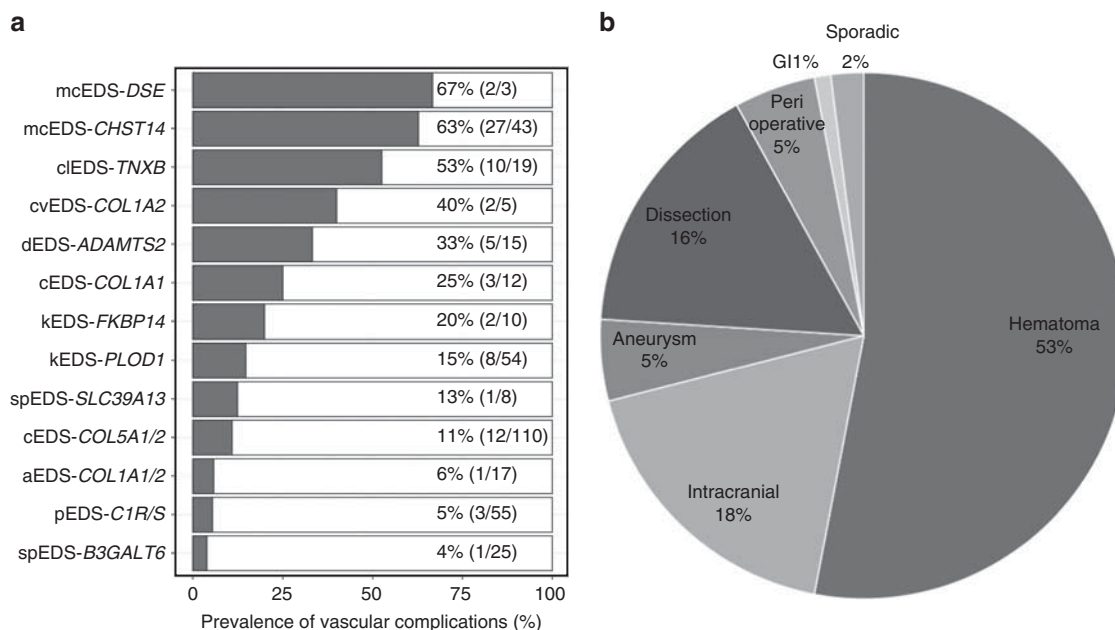 a
mcEDS-DSE 67% (2/3)
mcEDS-CHST14 63% (27/43)
clEDS-TNXB 53% (10/19)
cvEDS-COL1A2 40% (2/5)
dEDS-ADAMTS2 33% (5/15)
cEDS-COL1A1 25% (3/12)
kEDS-FKBP14 20% (2/10)
kEDS-PLOD1 15% (8/54)
spEDS-SLC39A13 13% (1/8)
cEDS-COL5A1/2 11% (12/110)
aEDS-COL1A1/2 6% (1/17)
pEDS-C1R/S 5% (3/55)
spEDS-B3GALT6 4% (1/25)
0 25 50 75 100
Prevalence of vascular complications (%)
b
Sporadic
2%
GI1%
Peri
operative
5%
Dissection
16%
Aneurysm
5%
Intracranial
18%
Hematoma
53%